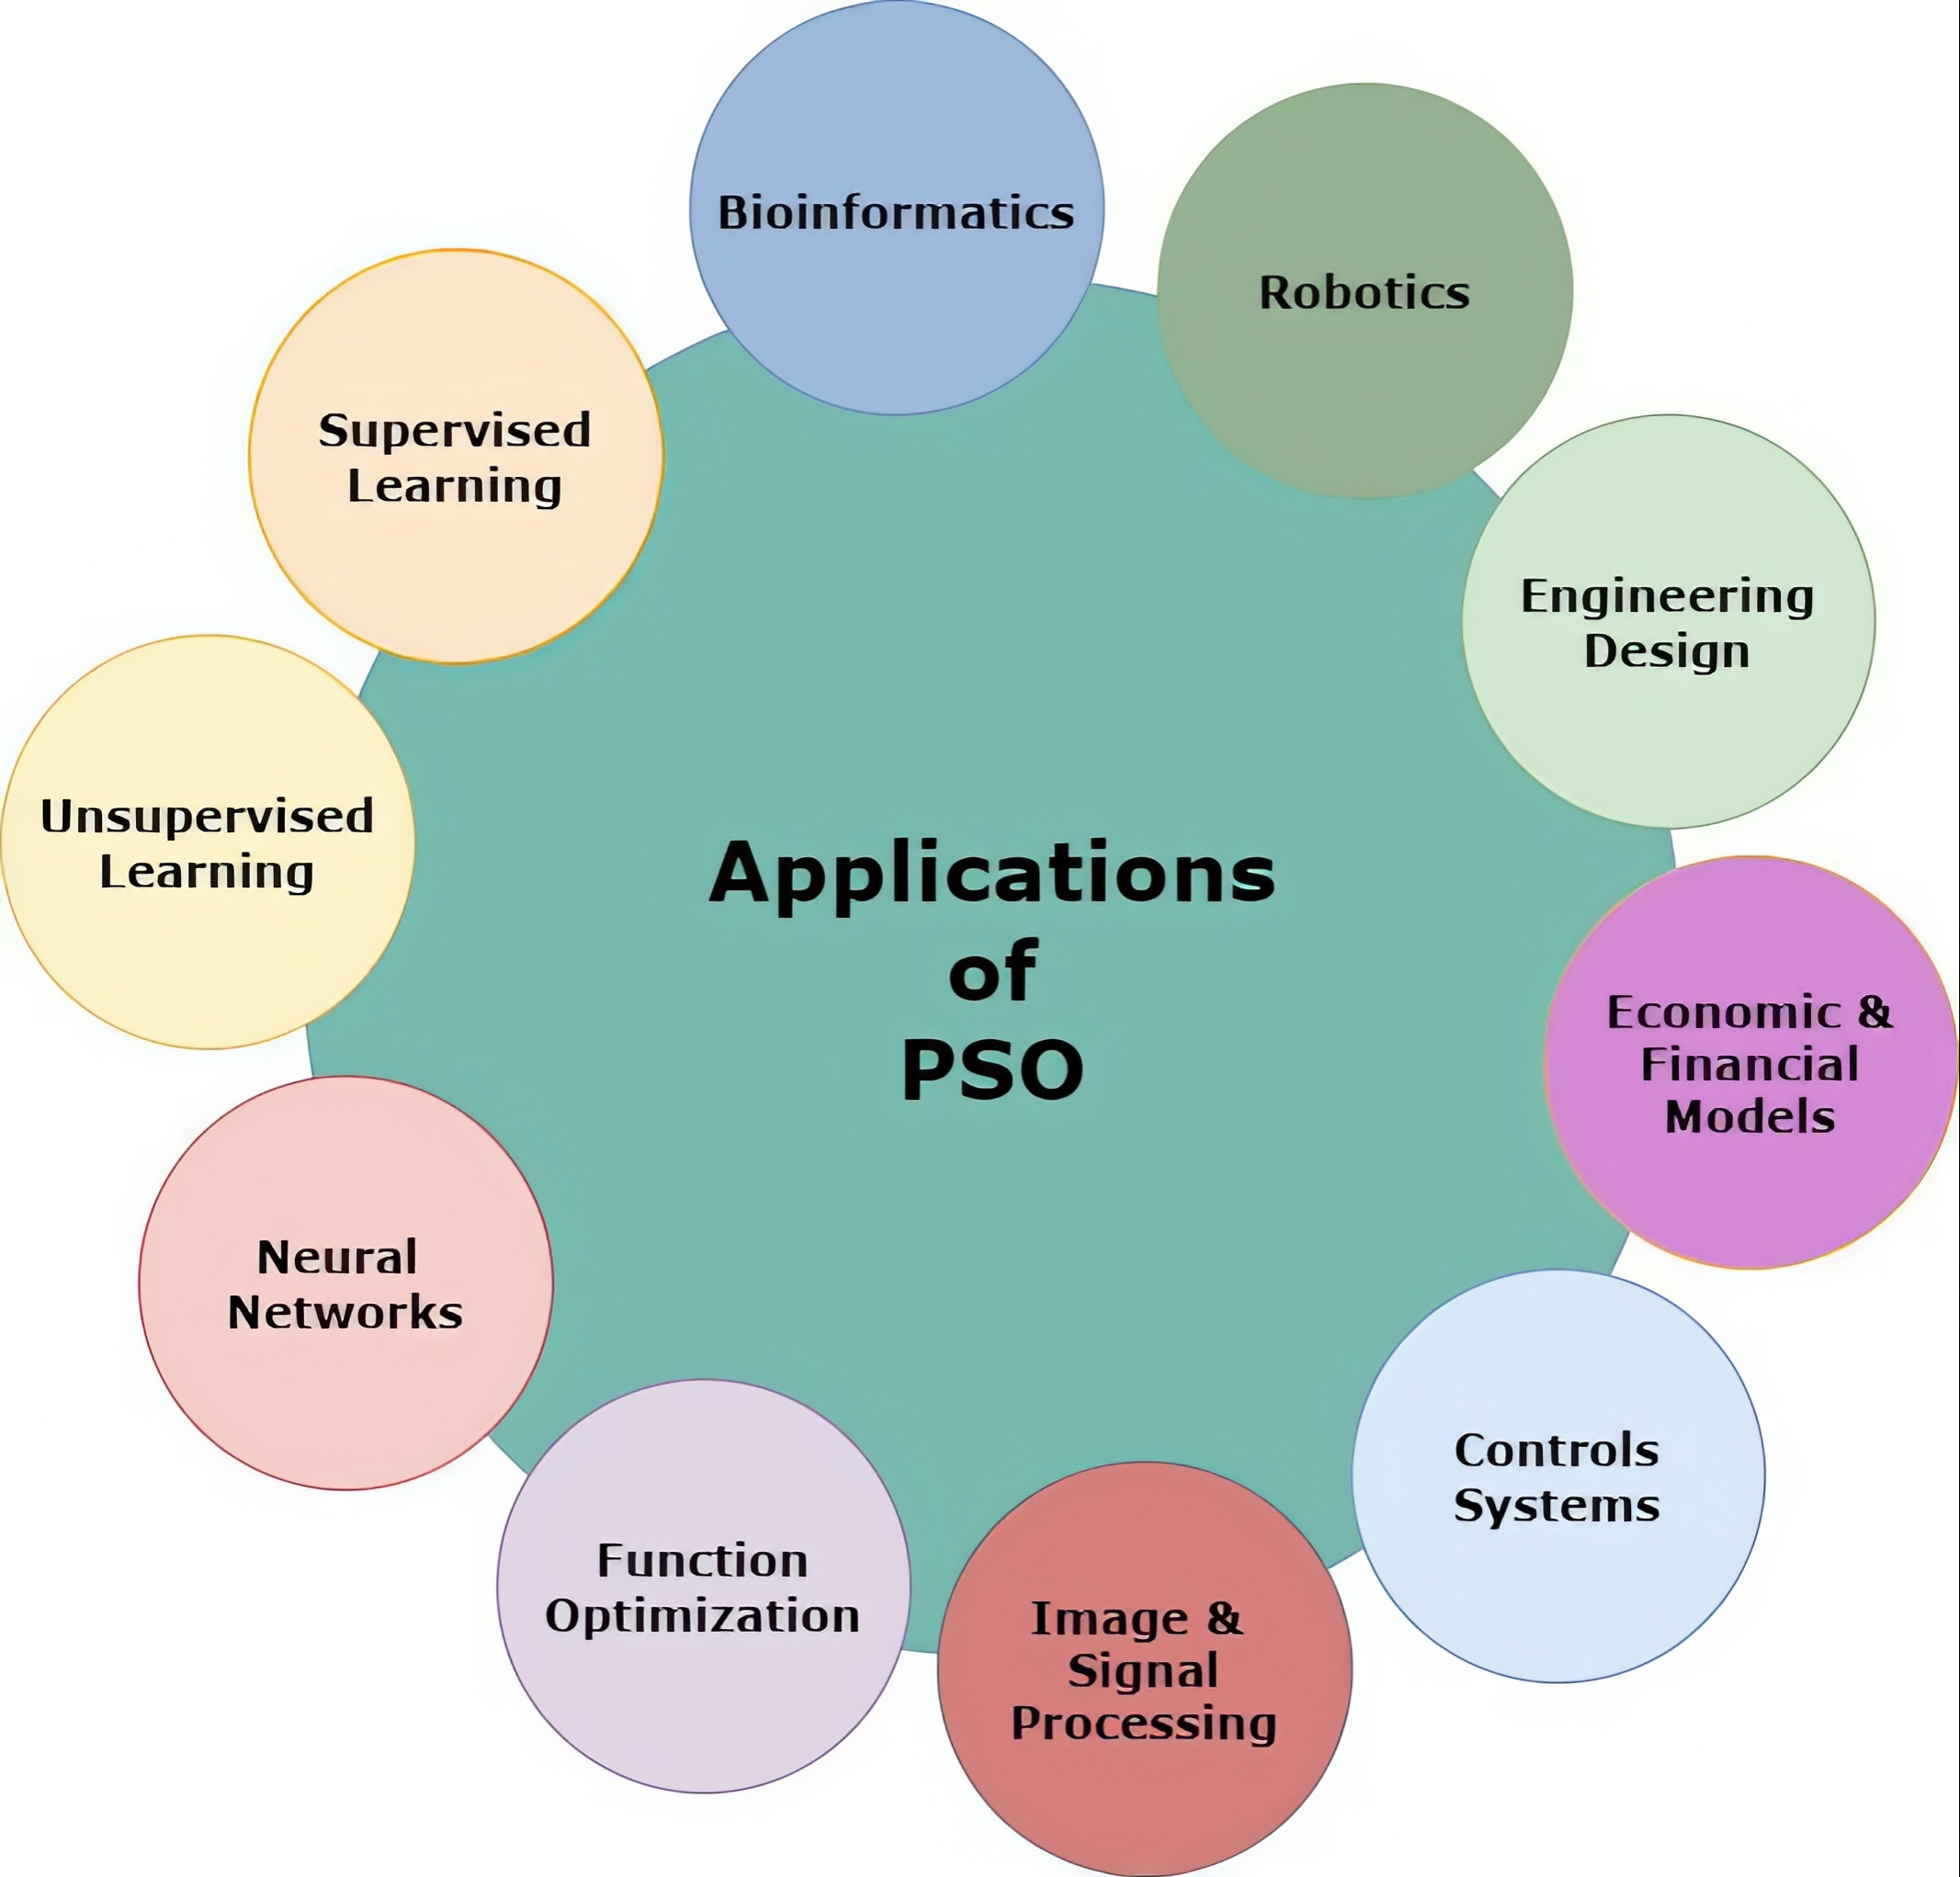 Bioinformatics
Robotics
Supervised
Learning
Engineering
Design
Unsupervised
Learning
Applications
of
PSO
Economic &
Financial
Models
Neural
Networks
Controls
Systems
Function
Optimization
Image &
Signal
Processing